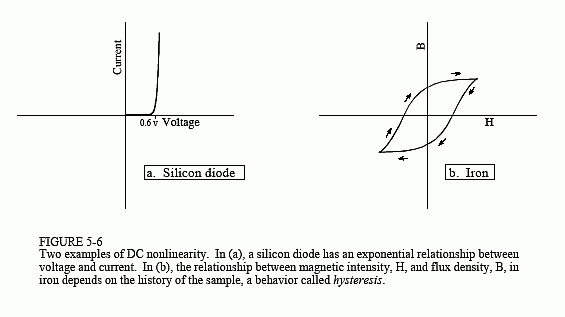 Current
0.6 v Voltage
a. Silicon diode
B
H
b. Iron
FIGURE 5-6
Two examples of DC nonlinearity. In (a), a silicon diode has an exponential relationship between
voltage and current. In (b), the relationship between magnetic intensity, H, and flux density, B, in
iron depends on the history of the sample, a behavior called hysteresis.